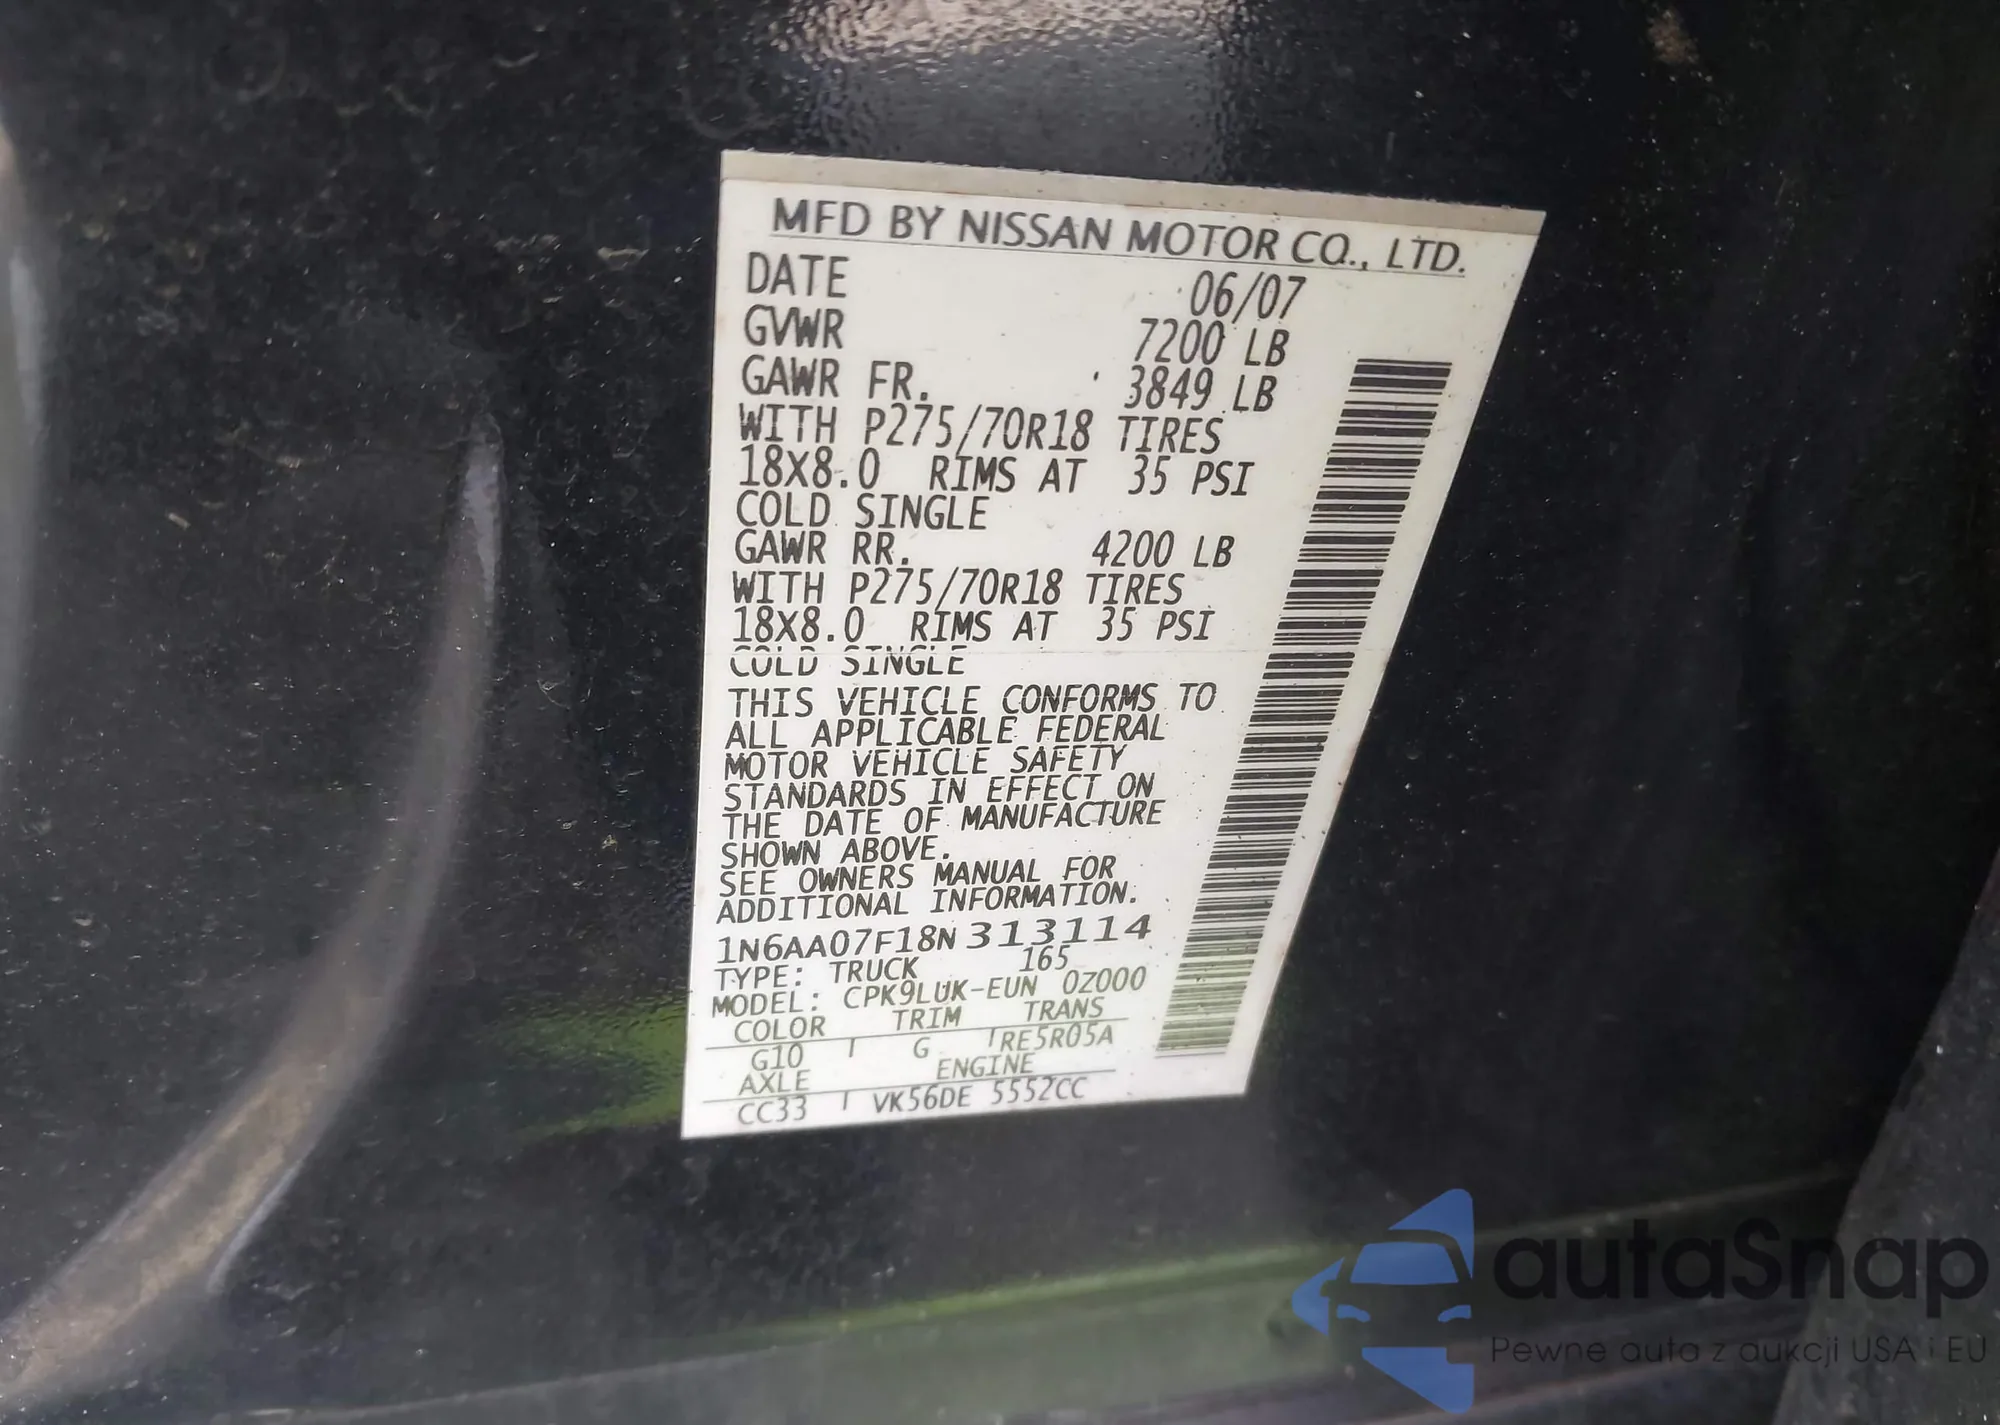 MFD BY NISSAN MOTOR CO., LTD.
DATE 06/07
GVWR 7200 LB
GAWR FR. 3849 LB
WITH P275/70R18 TIRES
18X8.0 RIMS AT 35 PSI
COLD SINGLE
GAWR RR. 4200 LB
WITH P275/70R18 TIRES
18X8.0 RIMS AT 35 PSI
COLD SINGLE
THIS VEHICLE CONFORMS TO
ALL APPLICABLE FEDERAL
MOTOR VEHICLE SAFETY
STANDARDS IN EFFECT ON
THE DATE OF MANUFACTURE
SHOWN ABOVE.
SEE OWNERS MANUAL FOR
ADDITIONAL INFORMATION.
1N6AA07F18N313114
TYPE: TRUCK 165
MODEL: CPK9LUK-EUN 0Z000
COLOR TRIM TRANS
G10 G RE5R05A
AXLE ENGINE
CC33 VK56DE 5552CC
autaSnap
Pewne auta z aukcji USA i EU